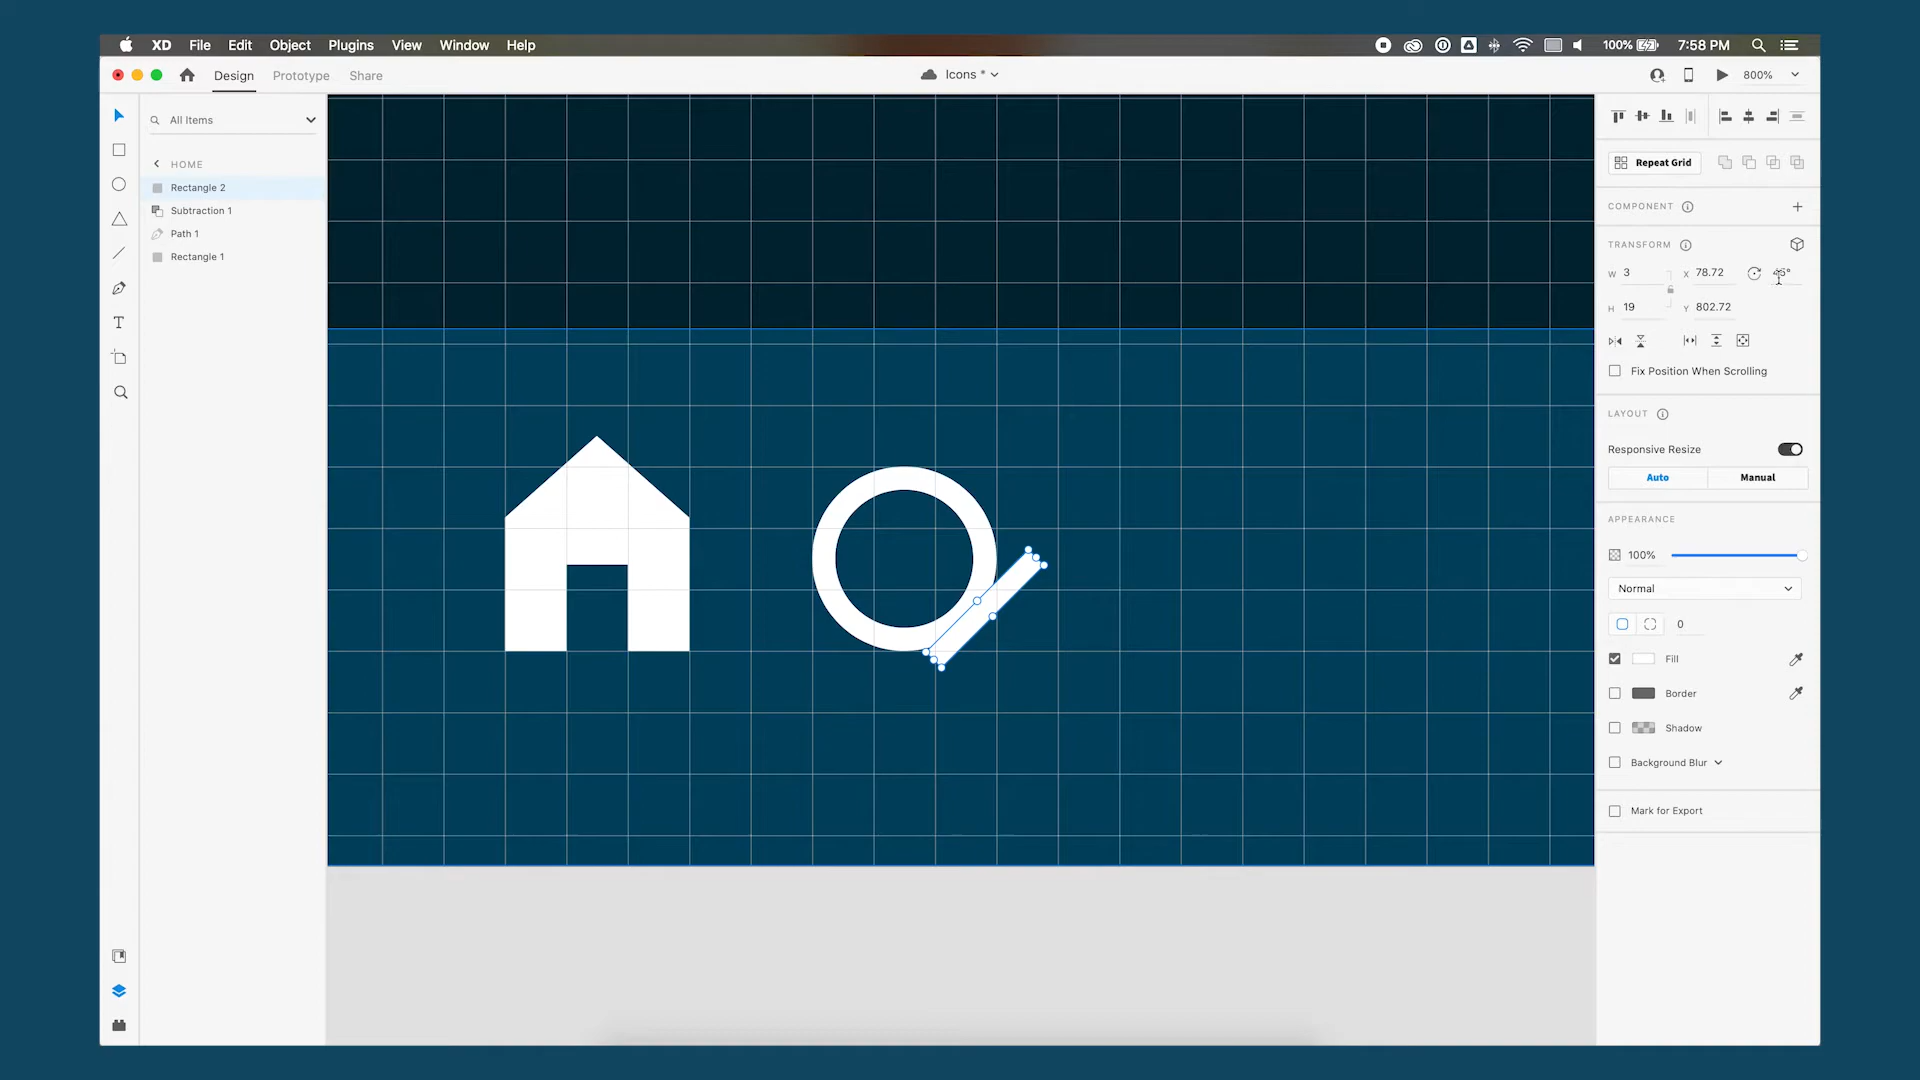 XD File Edit Object Plugins View Window Help 100% 7:58 PM
Design Prototype Share Icons * 800%
All Items
HOME
Rectangle 2
Subtraction 1
Path 1
Rectangle 1
Repeat Grid
COMPONENT
TRANSFORM
W 3 X 78.72
H 19 Y 802.72
Fix Position When Scrolling
LAYOUT
Responsive Resize
Auto Manual
APPEARANCE
100%
Normal
0
Fill
Border
Shadow
Background Blur
Mark for Export